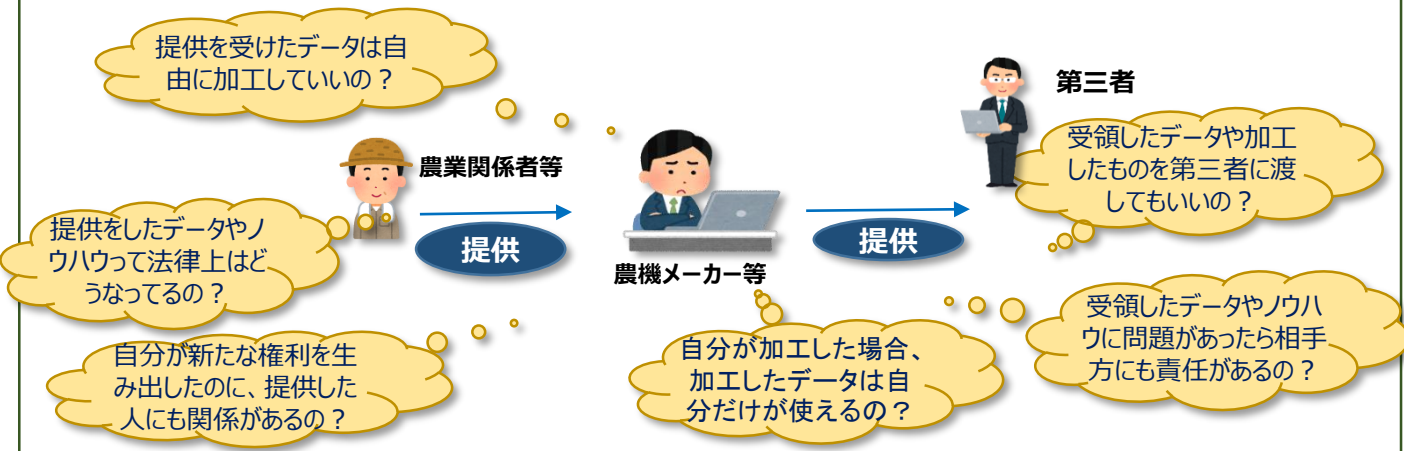 提供を受けたデータは自
由に加工していいの？
第三者
受領したデータや加工
したものを第三者に渡
してもいいの？
農業関係者等
提供をしたデータやノ
ウハウって法律上はど
うなってるの？
提供
提供
農機メーカー等
自分が新たな権利を生
み出したのに、提供した
人にも関係があるの？
自分が加工した場合、
加工したデータは自
分だけが使えるの？
受領したデータやノウハ
ウに問題があったら相手
方にも責任があるの？